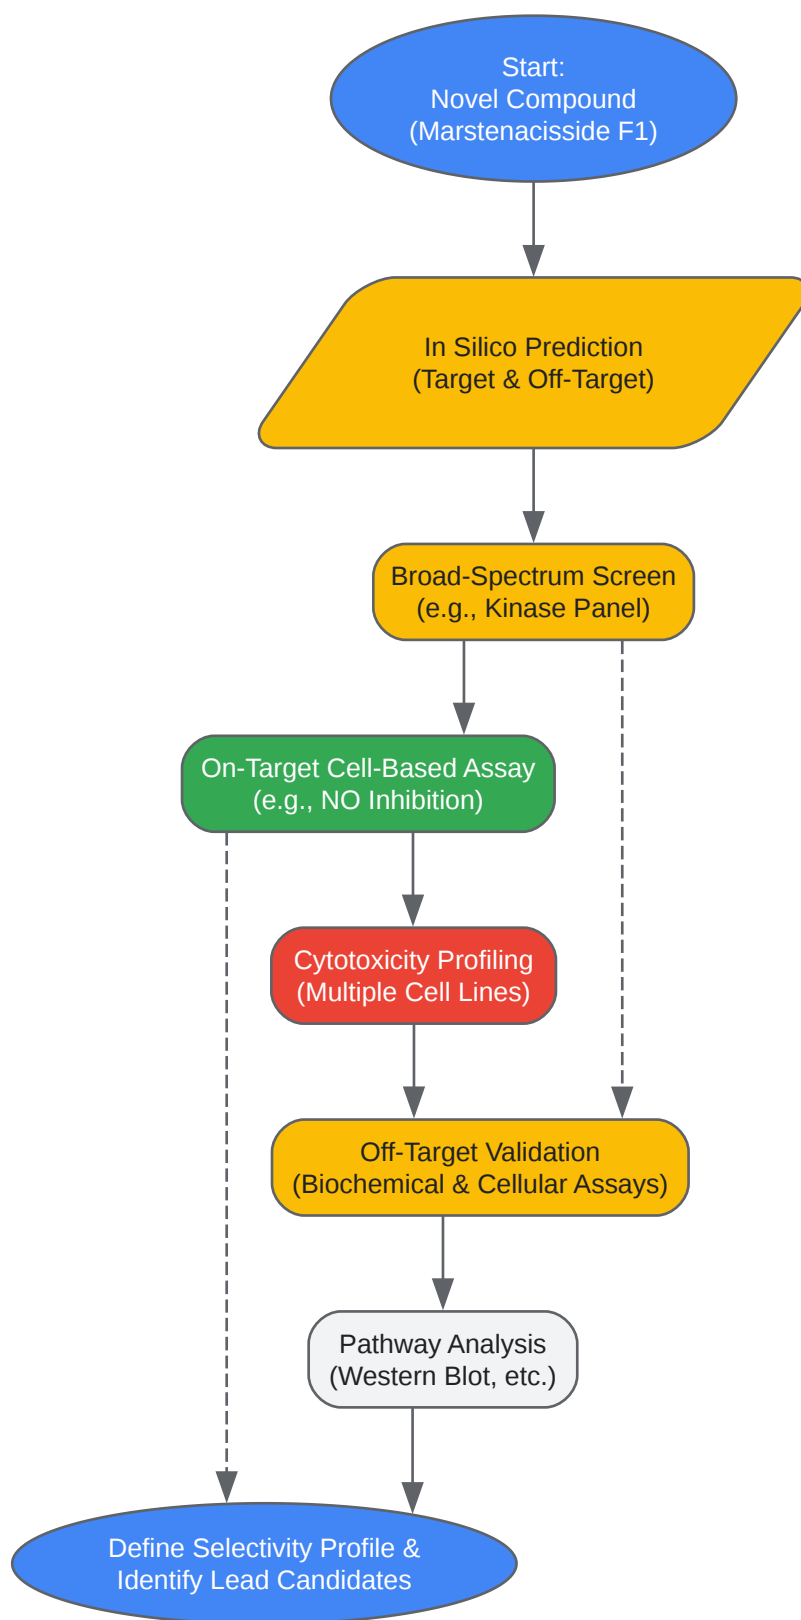 Start:
Novel Compound
(Marstenacisside F1)
In Silico Prediction
(Target & Off-Target)
Broad-Spectrum Screen
(e.g., Kinase Panel)
On-Target Cell-Based Assay
(e.g., NO Inhibition)
Cytotoxicity Profiling
(Multiple Cell Lines)
Off-Target Validation
(Biochemical & Cellular Assays)
Pathway Analysis
(Western Blot, etc.)
Define Selectivity Profile &
Identify Lead Candidates